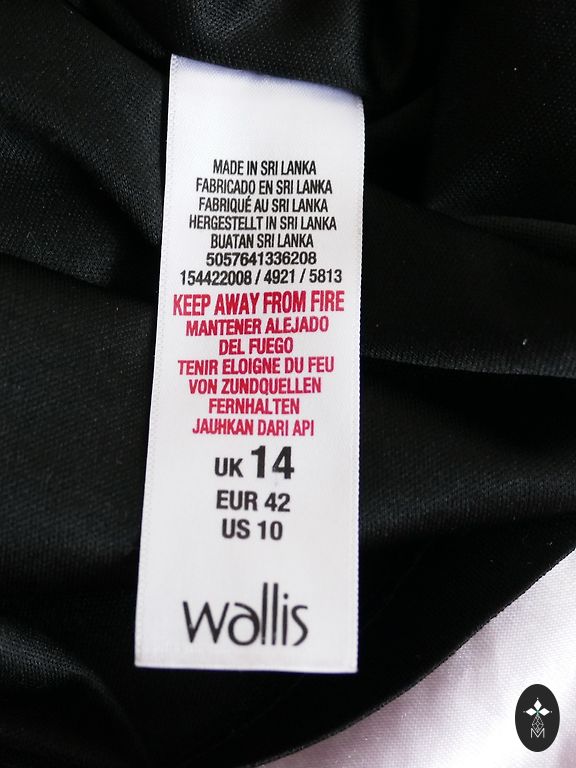 MADE IN SRI LANKA
FABRICADO EN SRI LANKA
FABRIQUÉ AU SRI LANKA
HERGESTELLT IN SRI LANKA
BUATAN SRI LANKA
5057641336208
154422008 / 4921 / 5813
KEEP AWAY FROM FIRE
MANTENER ALEJADO
DEL FUEGO
TENIR ELOIGNE DU FEU
VON ZUNDQUELLEN
FERNHALTEN
JAUHKAN DARI API
UK 14
EUR 42
US 10
wallis
M